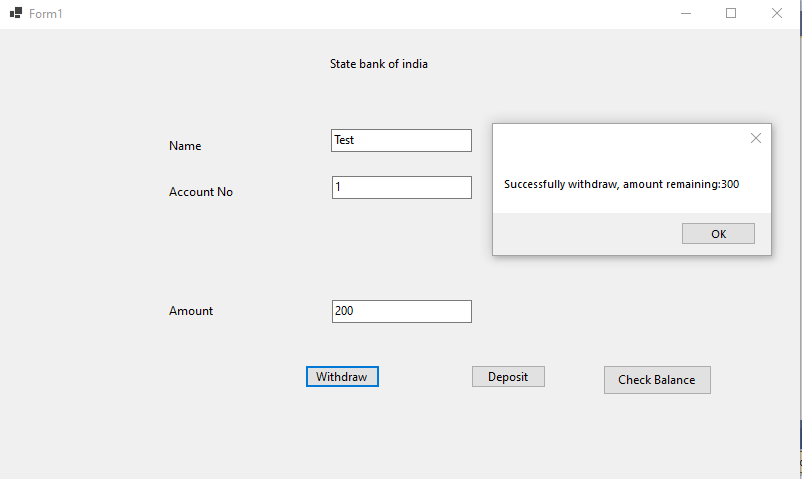 Form1
State bank of india
Name
Test
Account No
1
Successfully withdraw, amount remaining:300
OK
Amount
200
Withdraw
Deposit
Check Balance